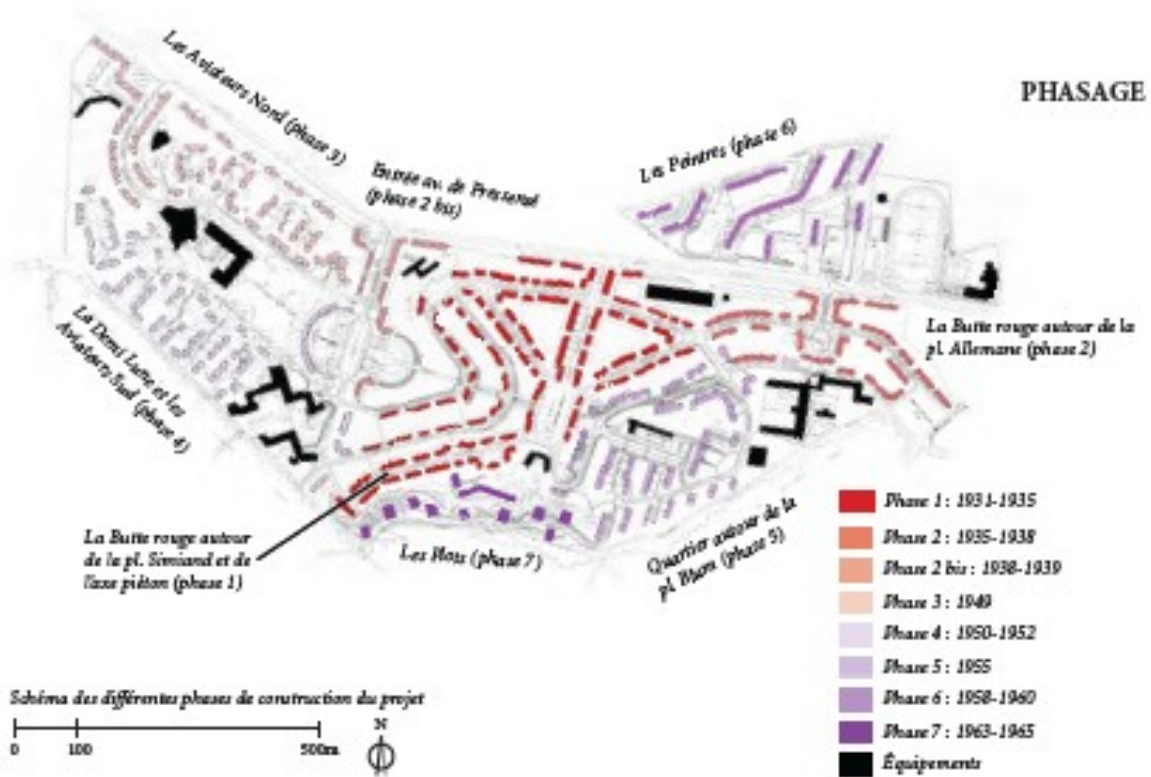 PHASAGE
Les Aviateurs Nord (phase 3)
Entrée av. de Pressensé
(phase 2 bis)
Les Peintres (phase 6)
La Butte rouge autour de la
pl. Allemane (phase 2)
La Demi Lune et les
Aviateurs Sud (phase 4)
La Butte rouge autour
de la pl. Simiand et de
l'axe piéton (phase 1)
Les Plots (phase 7)
Quartier autour de la
pl. Blum (phase 5)
Phase 1 : 1931-1935
Phase 2 : 1935-1938
Phase 2 bis : 1938-1939
Phase 3 : 1949
Phase 4 : 1950-1952
Phase 5 : 1955
Phase 6 : 1958-1960
Phase 7 : 1963-1965
Équipements
Schéma des différentes phases de construction du projet
0 100 500m
N